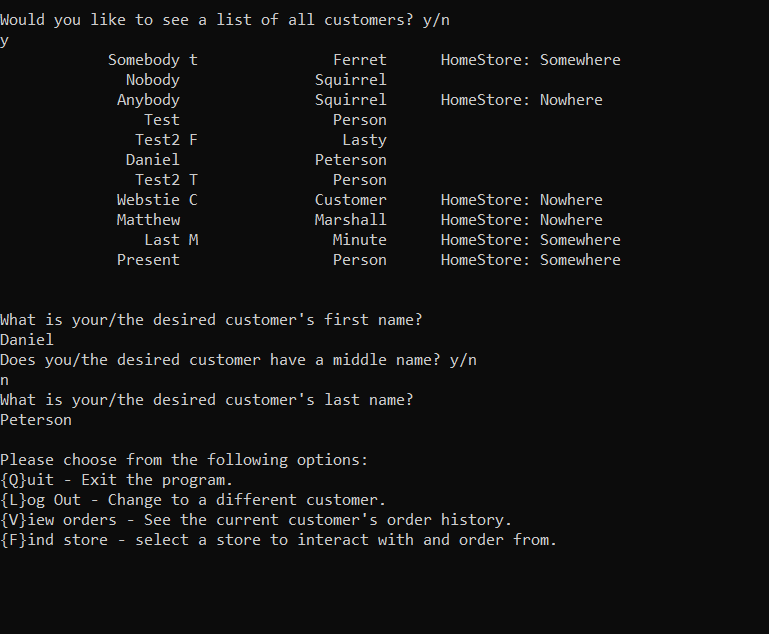 Would you like to see a list of all customers? y/n
y
Somebody t Ferret HomeStore: Somewhere
Nobody Squirrel
Anybody Squirrel HomeStore: Nowhere
Test Person
Test2 F Lasty
Daniel Peterson
Test2 T Person
Webstie C Customer HomeStore: Nowhere
Matthew Marshall HomeStore: Nowhere
Last M Minute HomeStore: Somewhere
Present Person HomeStore: Somewhere
What is your/the desired customer's first name?
Daniel
Does you/the desired customer have a middle name? y/n
n
What is your/the desired customer's last name?
Peterson
Please choose from the following options:
{Q}uit - Exit the program.
{L}og Out - Change to a different customer.
{V}iew orders - See the current customer's order history.
{F}ind store - select a store to interact with and order from.